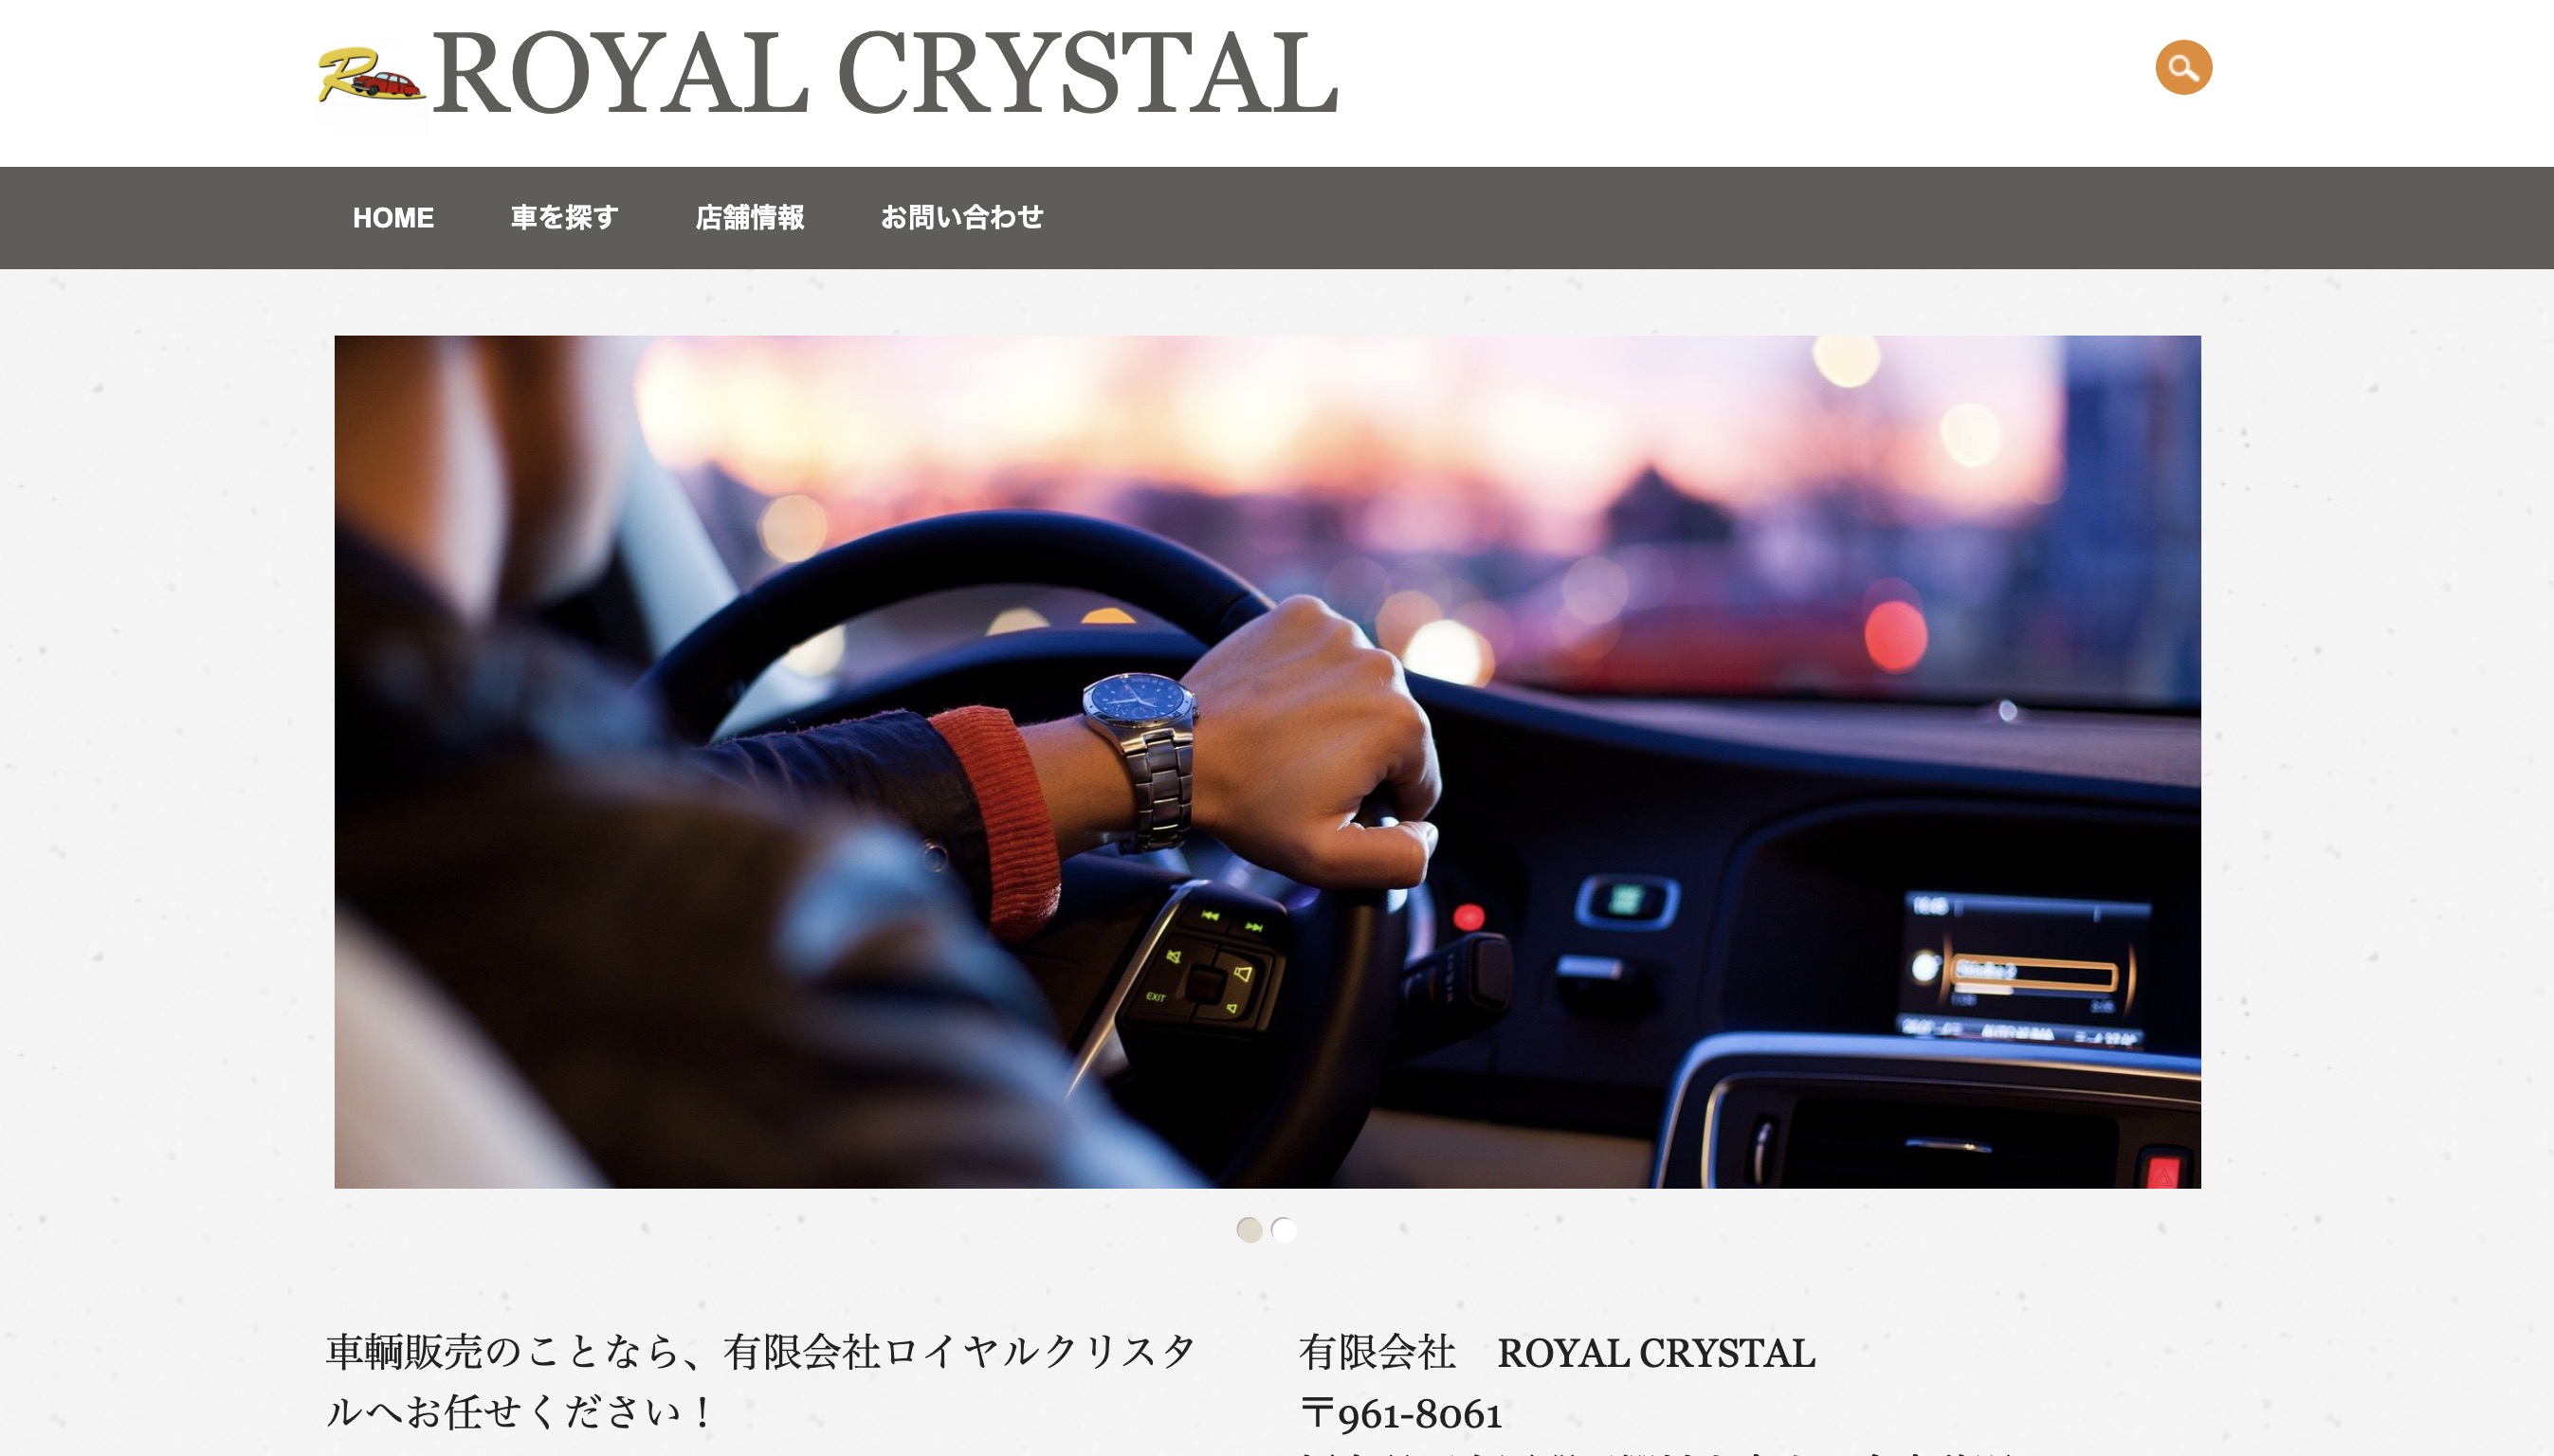 ROYAL CRYSTAL
HOME 車を探す 店舗情報 お問い合わせ
EXIT
車輌販売のことなら、有限会社ロイヤルクリスタ
ルへお任せください！
有限会社　ROYAL CRYSTAL
〒961-8061